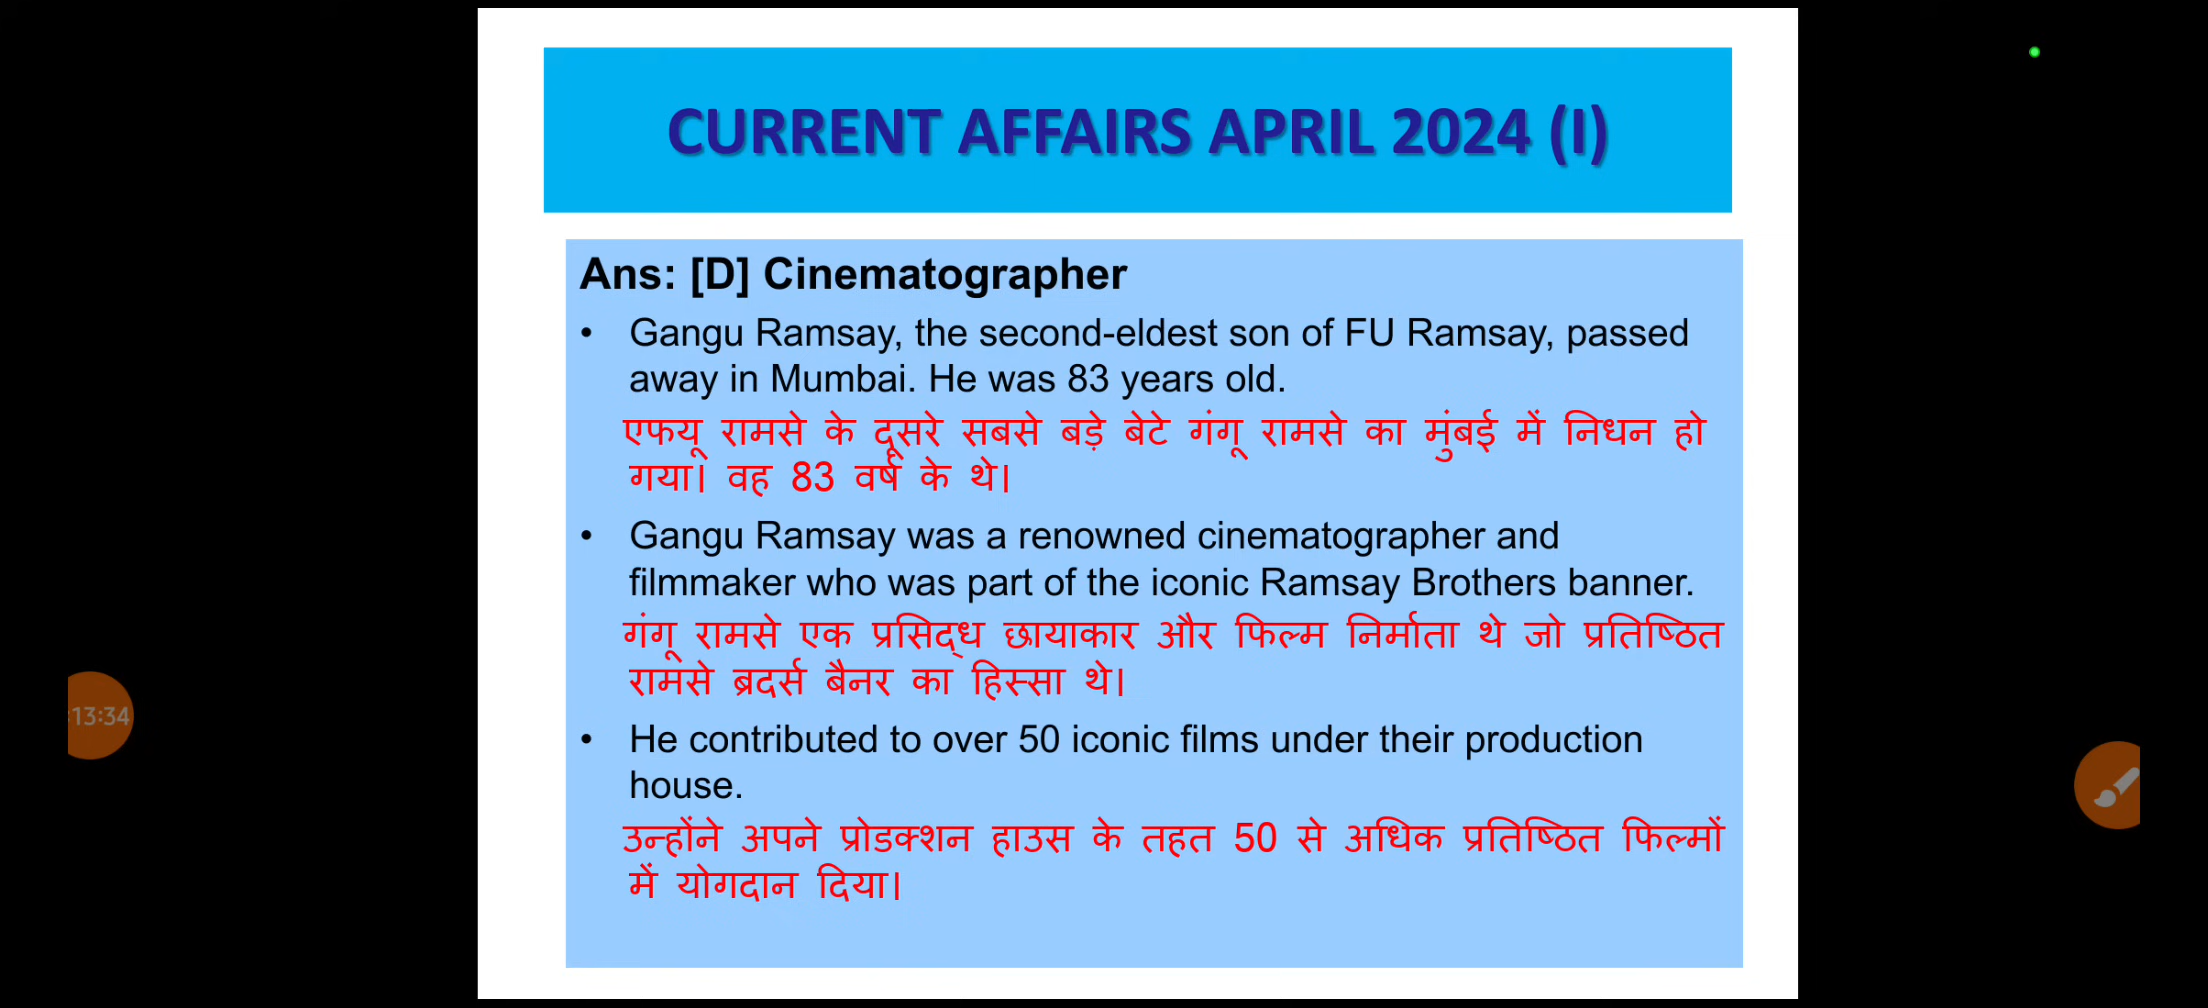 CURRENT AFFAIRS APRIL 2024 (I)
Ans: [D] Cinematographer
• Gangu Ramsay, the second-eldest son of FU Ramsay, passed
away in Mumbai. He was 83 years old.
एफयू रामसे के दूसरे सबसे बड़े बेटे गंगू रामसे का मुंबई में निधन हो
गया। वह 83 वर्ष के थे।
• Gangu Ramsay was a renowned cinematographer and
filmmaker who was part of the iconic Ramsay Brothers banner.
गंगू रामसे एक प्रसिद्ध छायाकार और फिल्म निर्माता थे जो प्रतिष्ठित
रामसे ब्रदर्स बैनर का हिस्सा थे।
• He contributed to over 50 iconic films under their production
house.
उन्होंने अपने प्रोडक्शन हाउस के तहत 50 से अधिक प्रतिष्ठित फिल्मों
में योगदान दिया।
:13:34